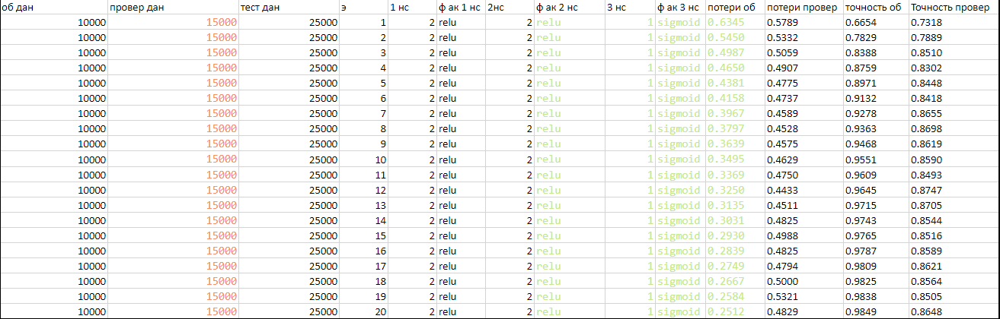 об дан провер дан тест дан э 1 нс ф ак 1 нс 2нс ф ак 2 нс 3 нс ф ак 3 нс потери об потери провер точность об Точность провер
10000 15000 25000 1 2 relu 2 relu 1 sigmoid 0.6345 0.5789 0.6654 0.7318
10000 15000 25000 2 2 relu 2 relu 1 sigmoid 0.5450 0.5332 0.7829 0.7889
10000 15000 25000 3 2 relu 2 relu 1 sigmoid 0.4987 0.5059 0.8388 0.8510
10000 15000 25000 4 2 relu 2 relu 1 sigmoid 0.4650 0.4907 0.8759 0.8302
10000 15000 25000 5 2 relu 2 relu 1 sigmoid 0.4381 0.4775 0.8971 0.8448
10000 15000 25000 6 2 relu 2 relu 1 sigmoid 0.4158 0.4737 0.9132 0.8418
10000 15000 25000 7 2 relu 2 relu 1 sigmoid 0.3967 0.4589 0.9278 0.8655
10000 15000 25000 8 2 relu 2 relu 1 sigmoid 0.3797 0.4528 0.9363 0.8698
10000 15000 25000 9 2 relu 2 relu 1 sigmoid 0.3639 0.4575 0.9468 0.8619
10000 15000 25000 10 2 relu 2 relu 1 sigmoid 0.3495 0.4629 0.9551 0.8590
10000 15000 25000 11 2 relu 2 relu 1 sigmoid 0.3369 0.4750 0.9609 0.8493
10000 15000 25000 12 2 relu 2 relu 1 sigmoid 0.3250 0.4433 0.9645 0.8747
10000 15000 25000 13 2 relu 2 relu 1 sigmoid 0.3135 0.4511 0.9715 0.8705
10000 15000 25000 14 2 relu 2 relu 1 sigmoid 0.3031 0.4825 0.9743 0.8544
10000 15000 25000 15 2 relu 2 relu 1 sigmoid 0.2930 0.4988 0.9765 0.8516
10000 15000 25000 16 2 relu 2 relu 1 sigmoid 0.2839 0.4825 0.9787 0.8589
10000 15000 25000 17 2 relu 2 relu 1 sigmoid 0.2749 0.4794 0.9809 0.8621
10000 15000 25000 18 2 relu 2 relu 1 sigmoid 0.2667 0.5000 0.9825 0.8564
10000 15000 25000 19 2 relu 2 relu 1 sigmoid 0.2584 0.5321 0.9838 0.8505
10000 15000 25000 20 2 relu 2 relu 1 sigmoid 0.2512 0.4829 0.9849 0.8648